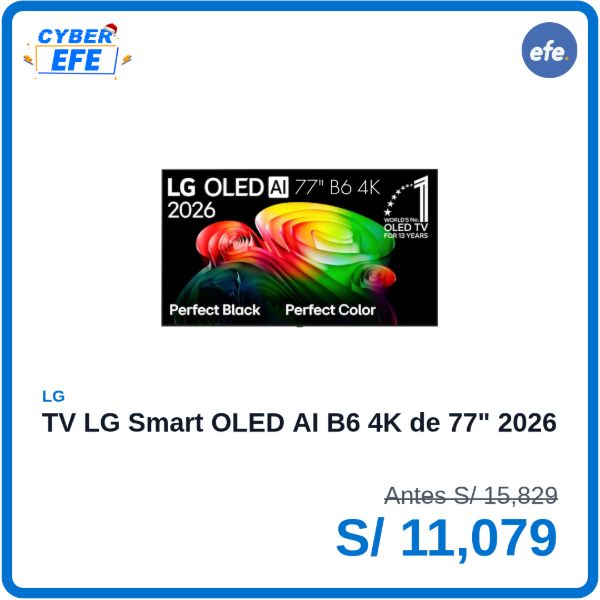 CYBER
EFE
efe.
LG OLED AI 77" B6 4K
2026
1
WORLD'S No.
OLED TV
FOR 13 YEARS
Perfect Black Perfect Color
LG
TV LG Smart OLED AI B6 4K de 77" 2026
Antes S/ 15,829
S/ 11,079